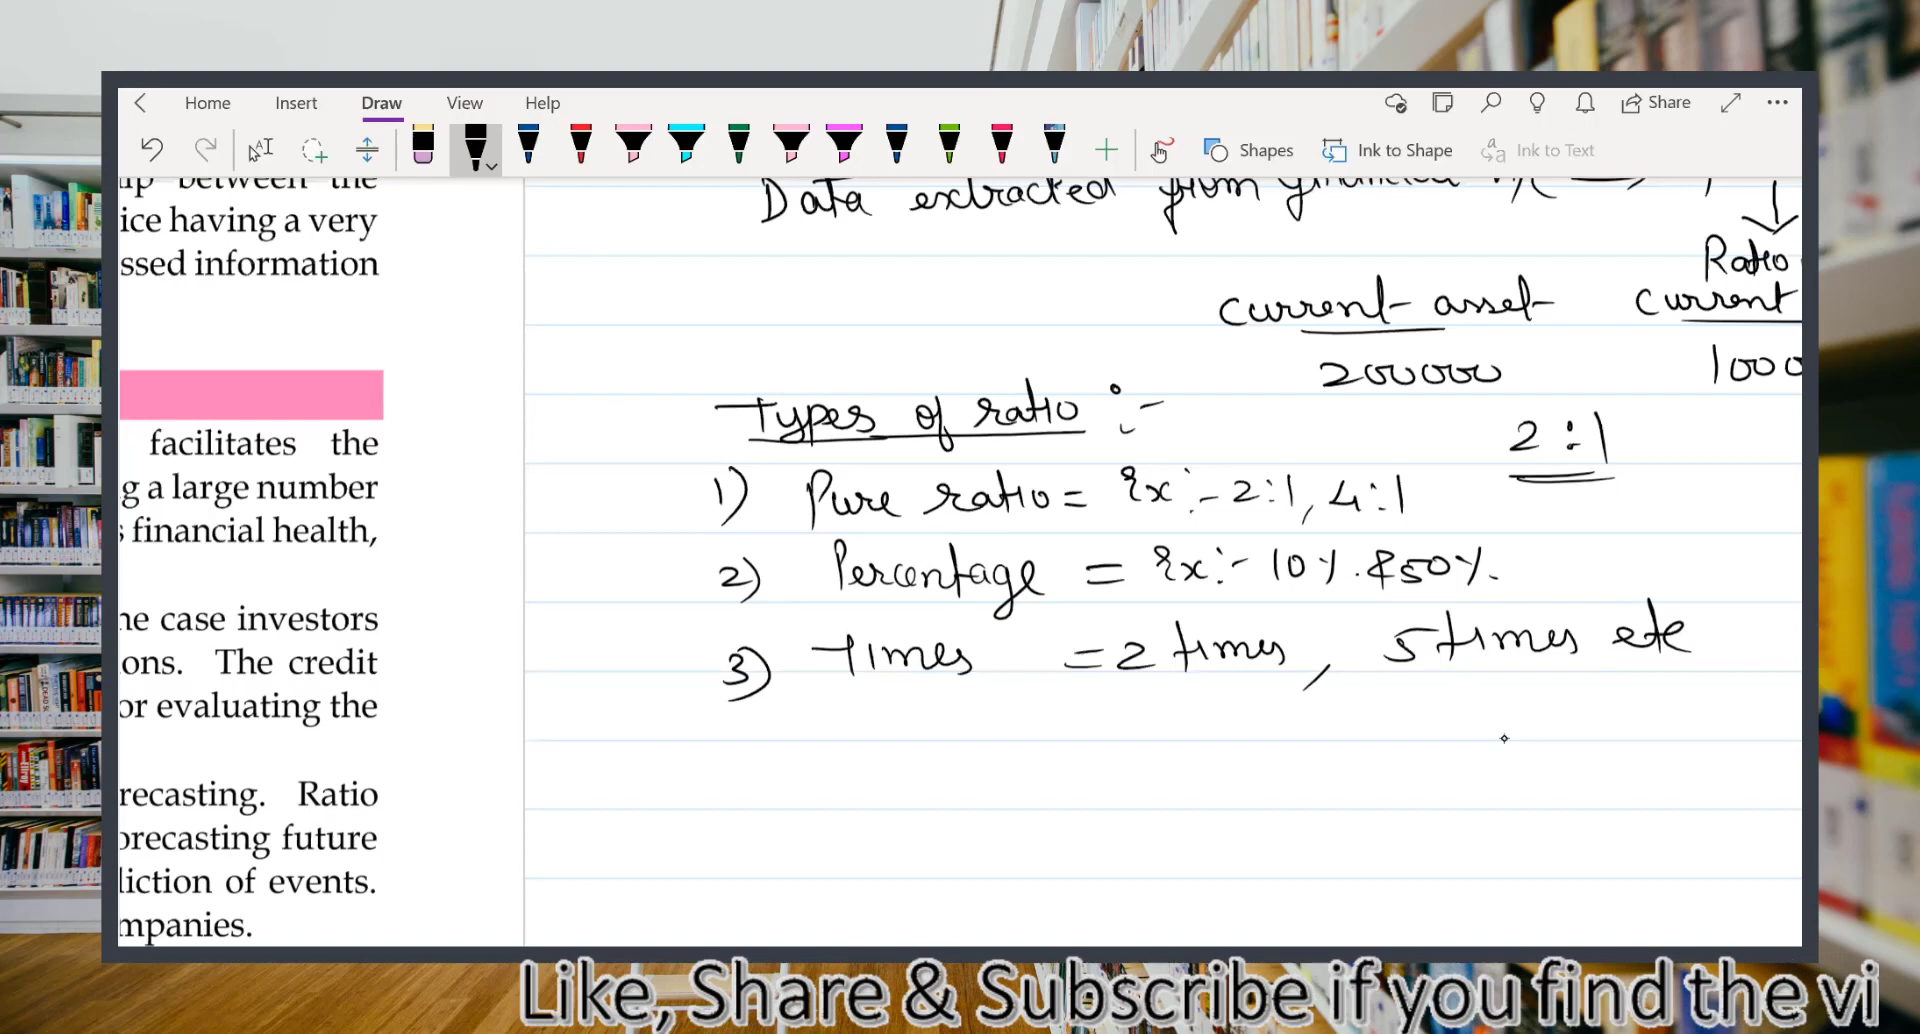 Home Insert Draw View Help Share
Shapes Ink to Shape Ink to Text
between the
ice having a very
ssed information
facilitates the
g a large number
financial health,
ne case investors
ons. The credit
or evaluating the
recasting. Ratio
orecasting future
liction of events.
mpanies.
Data extracted from financial
Ratio
current asset current
200000 1000
Types of ratio :-
2:1
1) Pure ratio = Ex:- 2:1, 4:1
2) Percentage = Ex:- 10%. & 50%.
3) Times = 2 times, 5 times etc
Like, Share & Subscribe if you find the vi